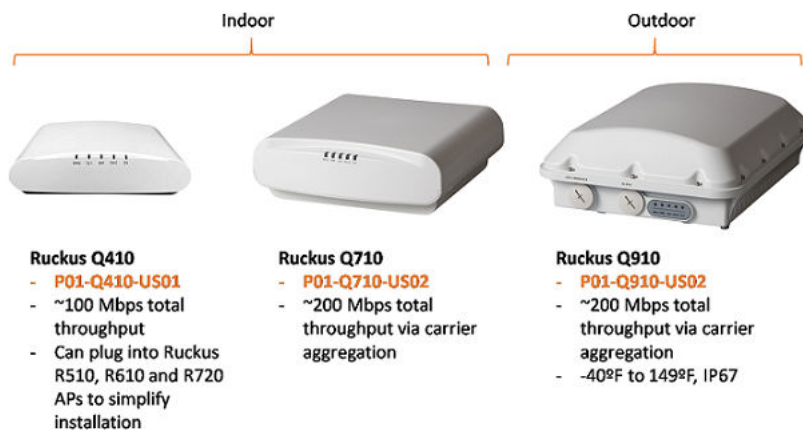 Indoor
Outdoor
Ruckus Q410
- P01-Q410-US01
- ~100 Mbps total
throughput
- Can plug into Ruckus
R510, R610 and R720
APs to simplify
installation
Ruckus Q710
- P01-Q710-US02
- ~200 Mbps total
throughput via carrier
aggregation
Ruckus Q910
- P01-Q910-US02
- ~200 Mbps total
throughput via carrier
aggregation
- -40ºF to 149ºF, IP67